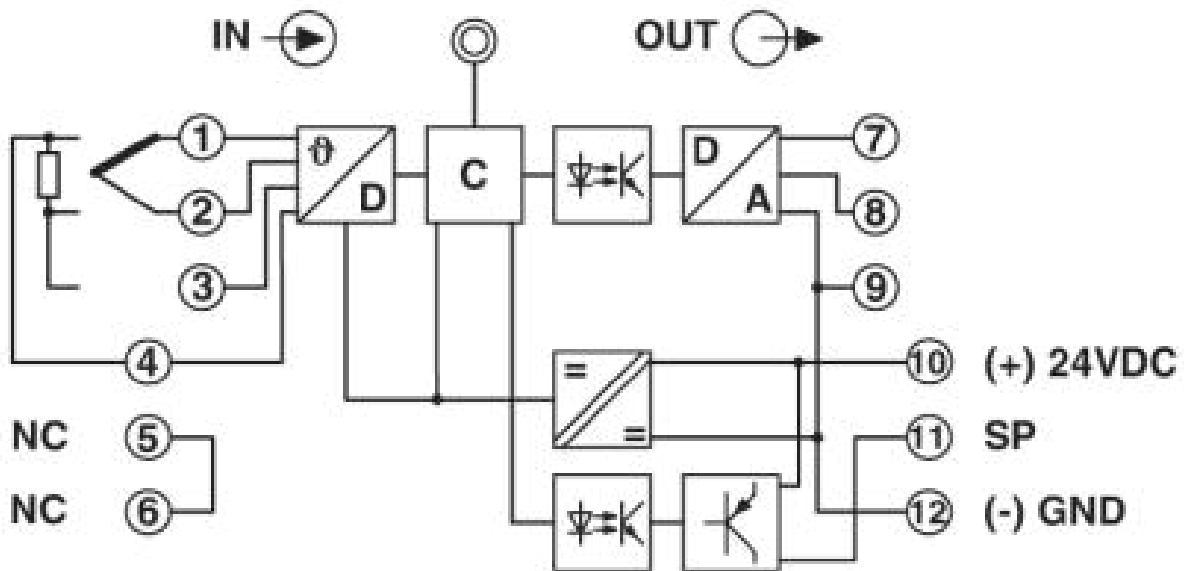 IN OUT
1 ϑ D C D A 7
2 8
3 9
4 = = 10 (+) 24VDC
NC 5 11 SP
NC 6 12 (-) GND